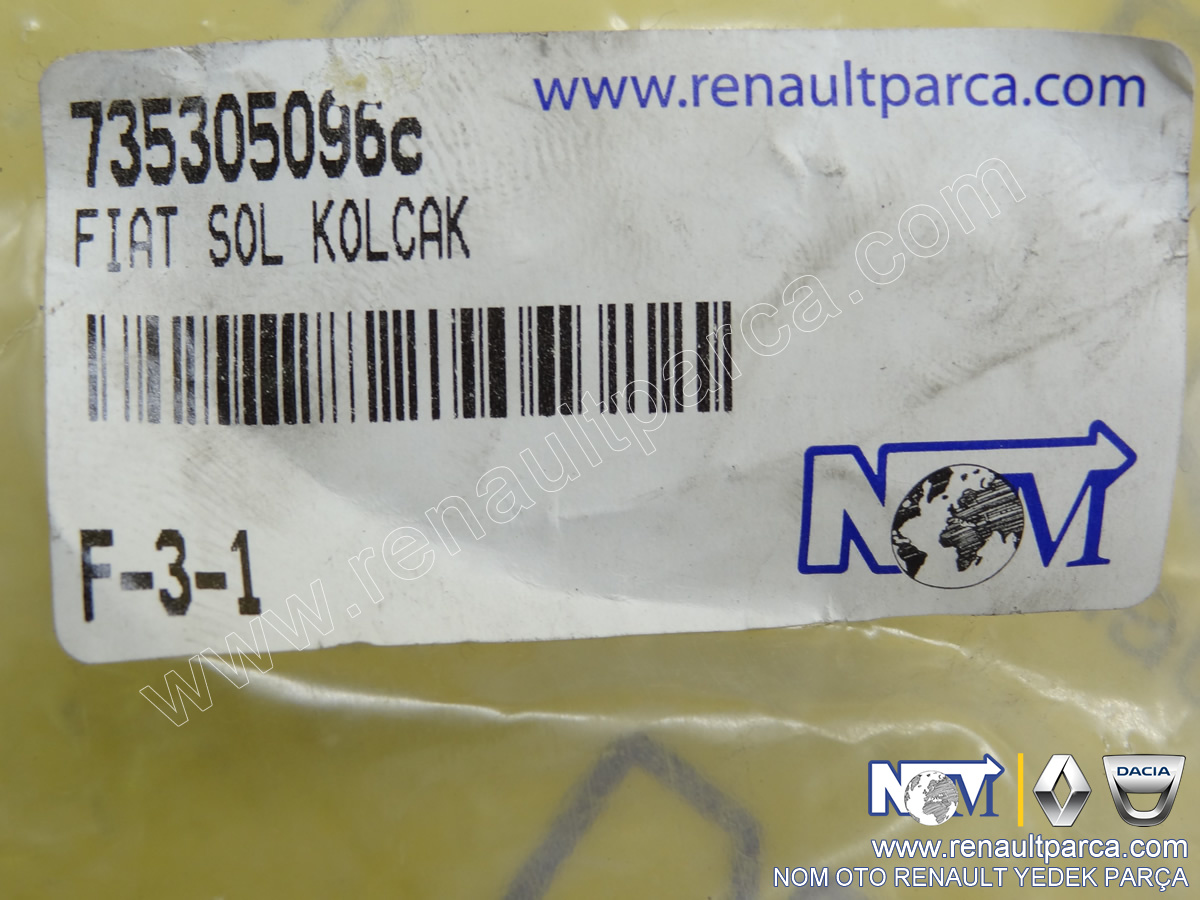 www.renaultparca.com
735305096c
FIAT SOL KOLCAK
F-3-1
NOM
www.renaultparca.com
NOM
DACIA
www.renaultparca.com
NOM OTO RENAULT YEDEK PARÇA